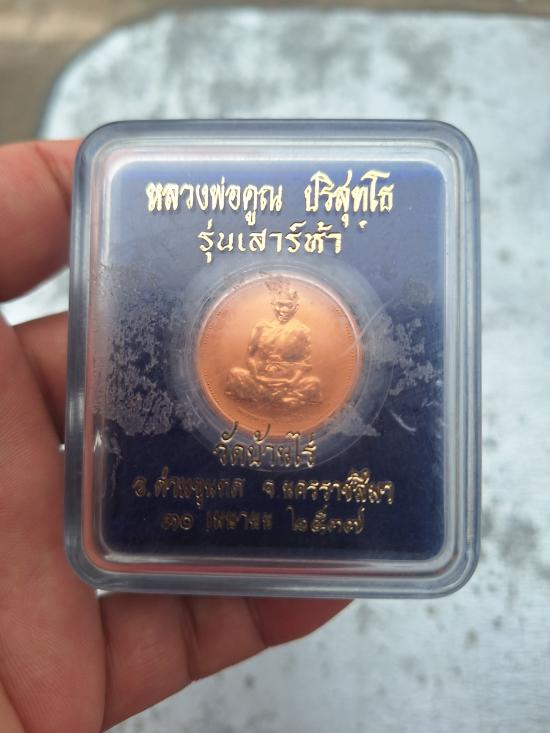 หลวงพ่อคูณ ปริสุทฺโธ
รุ่นเสาร์ห้า
วัดบ้านไร่
อ.ด่านขุนทด จ.นครราชสีมา
๓๐ เมษายน ๒๕๓๗